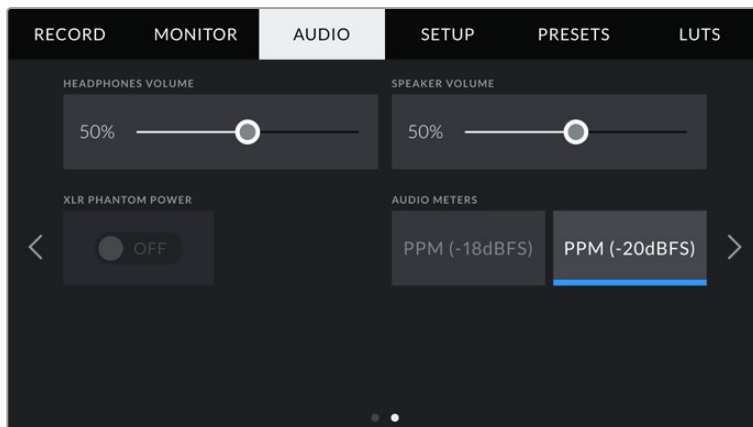 RECORD MONITOR AUDIO SETUP PRESETS LUTS
HEADPHONES VOLUME SPEAKER VOLUME
50% 50%
XLR PHANTOM POWER AUDIO METERS
OFF PPM (-18dBFS) PPM (-20dBFS)